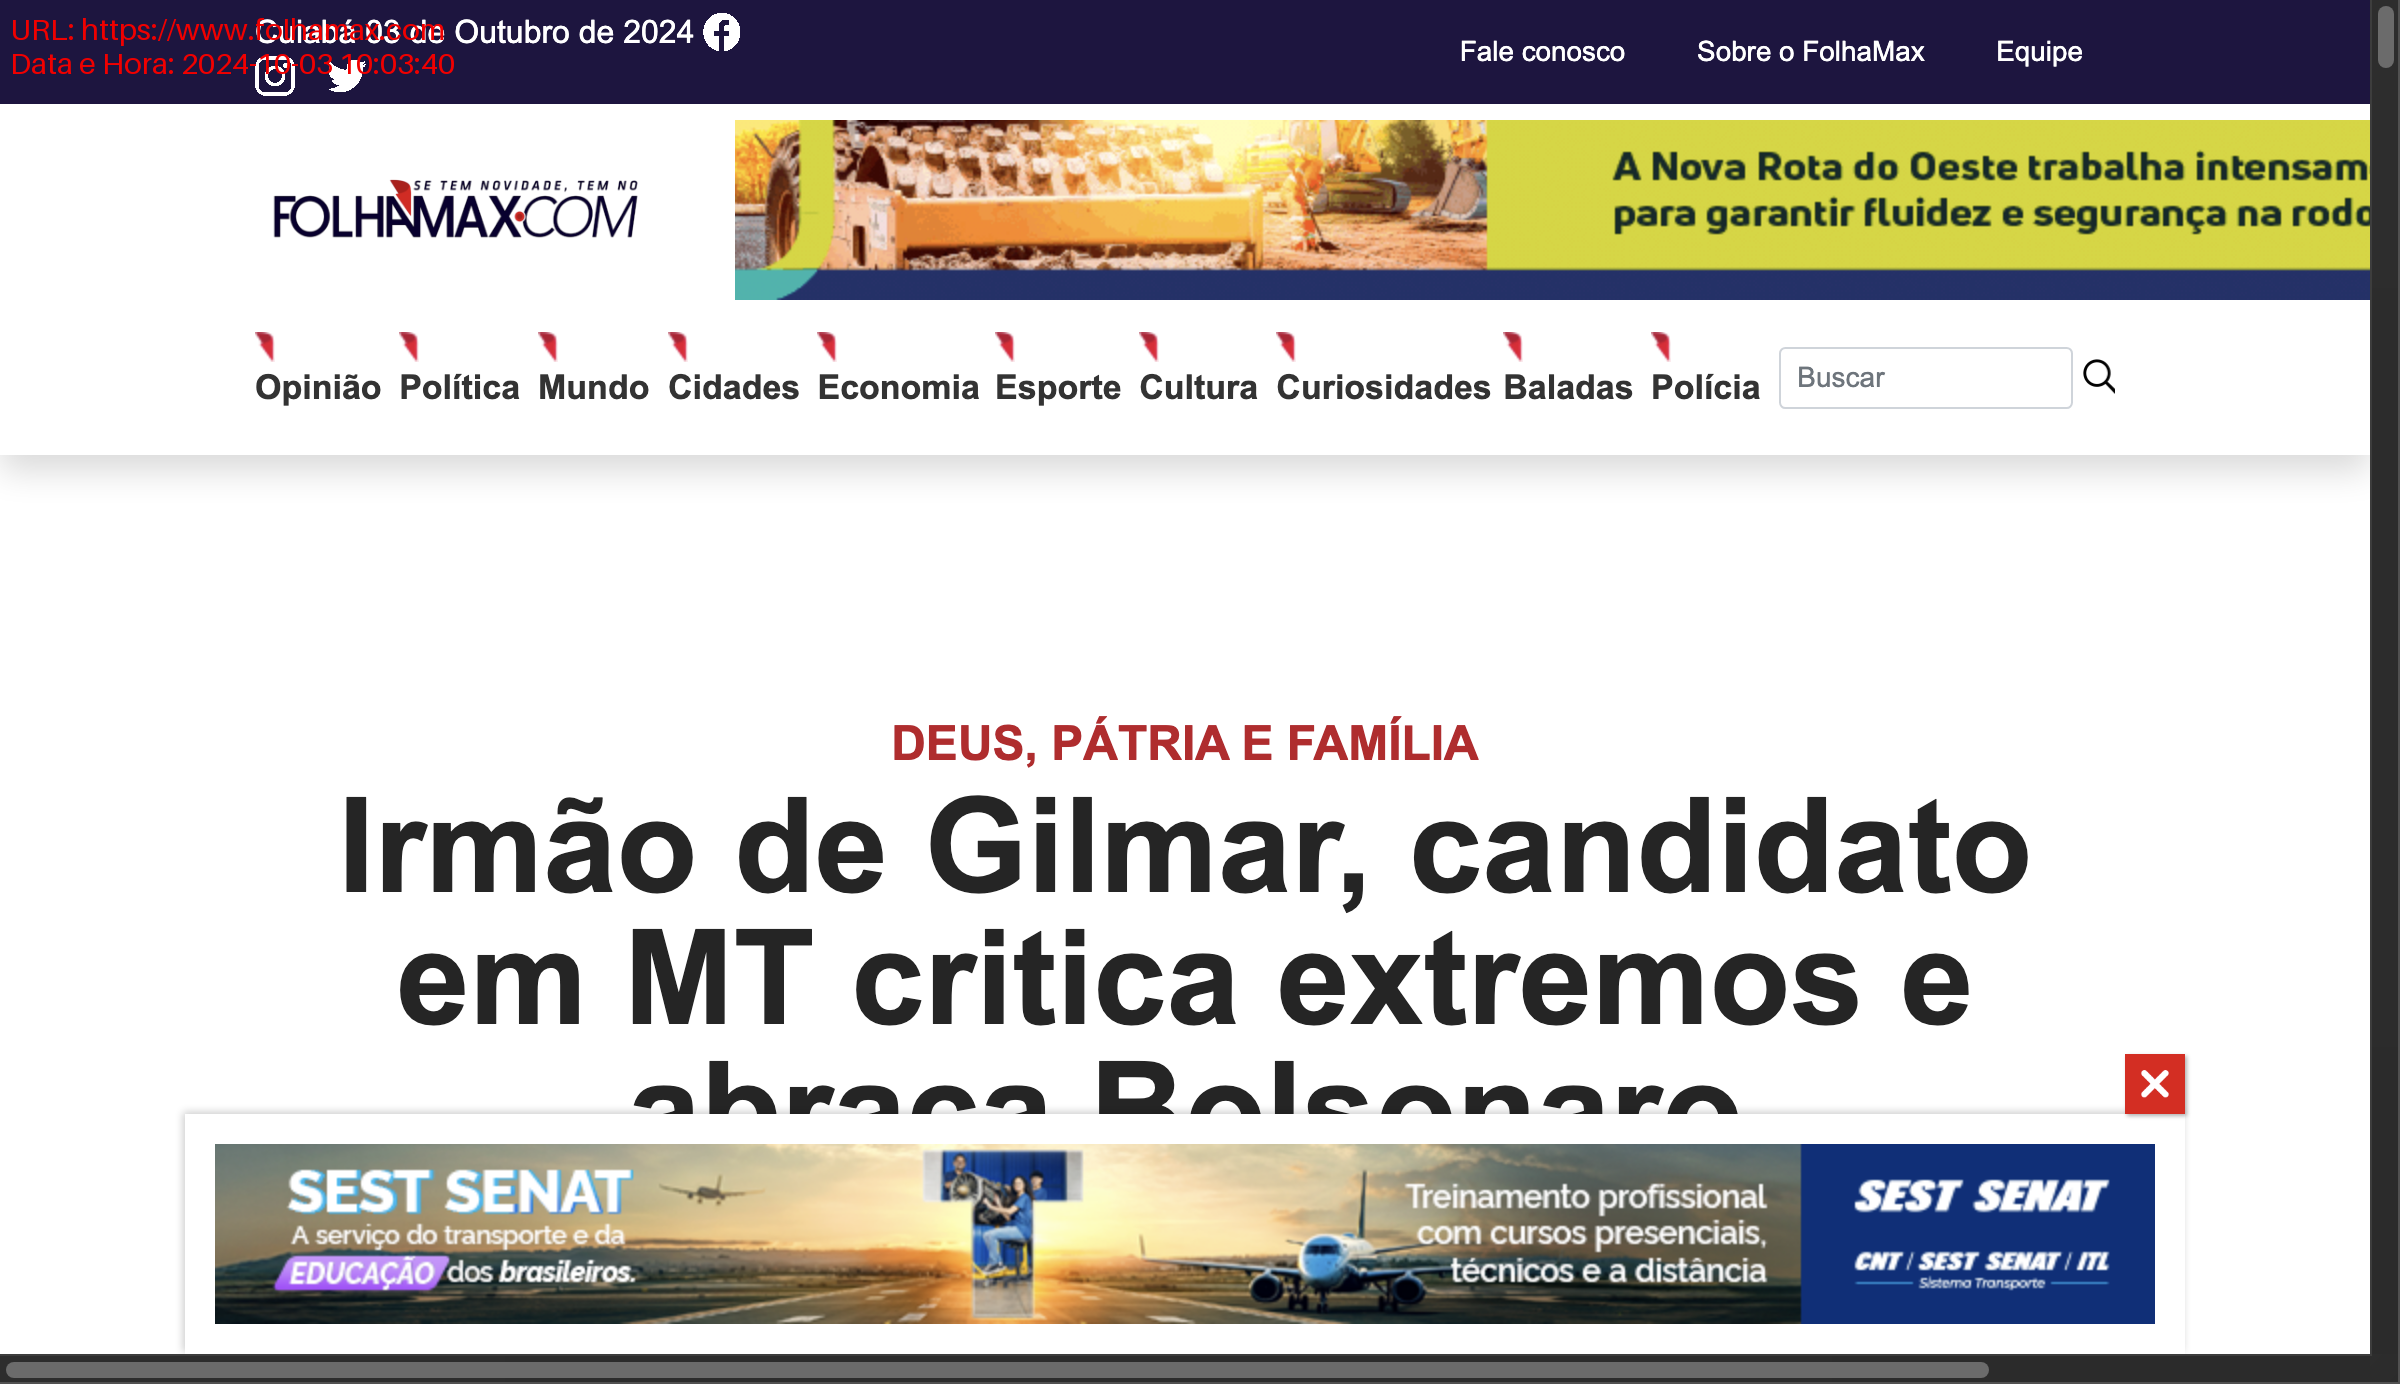 URL: https://www.folhamax.com
Data e Hora: 2024-10-03 10:03:40
Cuiabá 03 de Outubro de 2024
Fale conosco
Sobre o FolhaMax
Equipe
SE TEM NOVIDADE, TEM NO
FOLHAMAX.COM
A Nova Rota do Oeste trabalha intensam
para garantir fluidez e segurança na rodo
Opinião
Política
Mundo
Cidades
Economia
Esporte
Cultura
Curiosidades
Baladas
Polícia
Buscar
DEUS, PÁTRIA E FAMÍLIA
Irmão de Gilmar, candidato
em MT critica extremos e
abraça Bolsonaro
SEST SENAT
A serviço do transporte e da
EDUCAÇÃO dos brasileiros.
Treinamento profissional
com cursos presenciais,
técnicos e a distância
SEST SENAT
CNT / SEST SENAT / ITL
Sistema Transporte